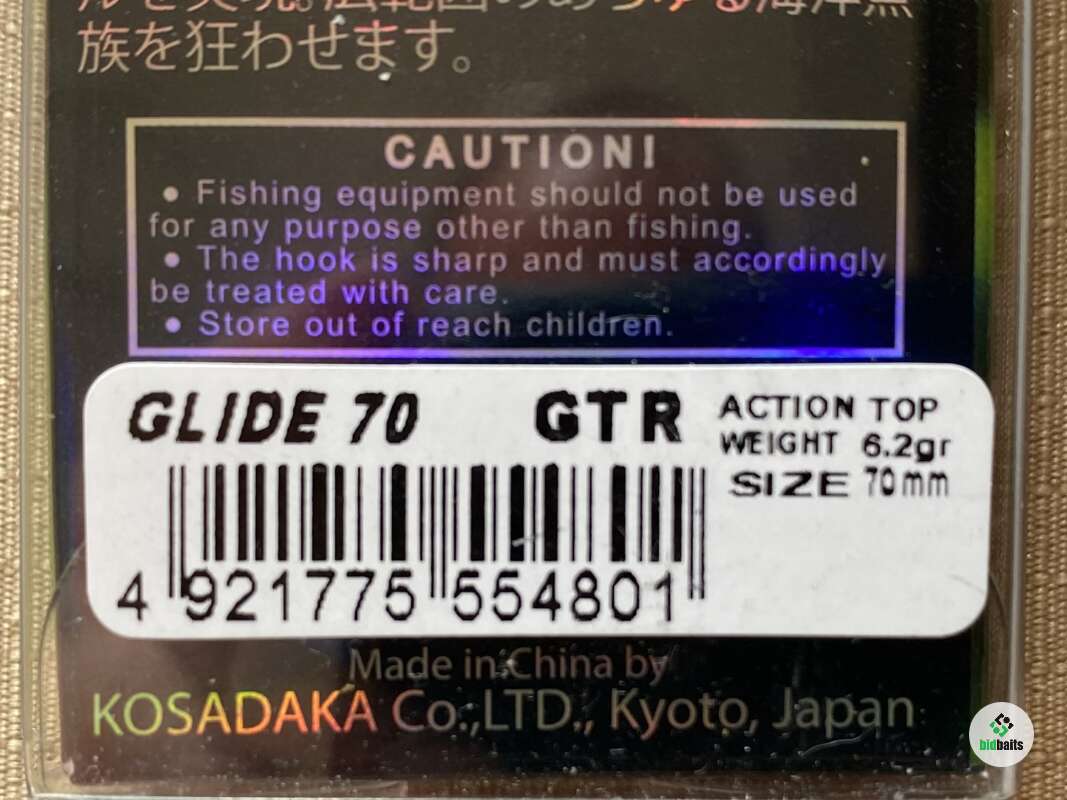 族を狂わせます。
CAUTION!
• Fishing equipment should not be used
for any purpose other than fishing.
• The hook is sharp and must accordingly
be treated with care.
• Store out of reach children.
GLIDE 70 GTR
ACTION TOP
WEIGHT 6.2gr
SIZE 70mm
4 921775 554801
Made in China by
KOSADAKA Co.,LTD., Kyoto, Japan
bidbaits